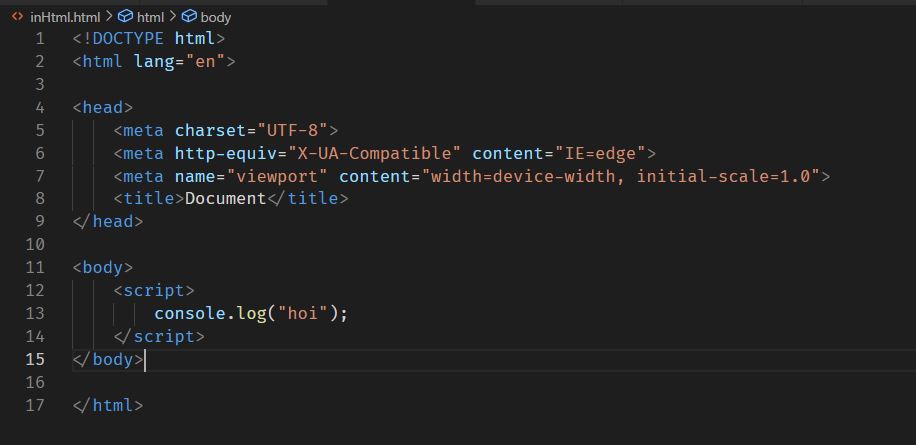 inHtml.html > html > body
1 <!DOCTYPE html>
2 <html lang="en">
3
4 <head>
5     <meta charset="UTF-8">
6     <meta http-equiv="X-UA-Compatible" content="IE=edge">
7     <meta name="viewport" content="width=device-width, initial-scale=1.0">
8     <title>Document</title>
9 </head>
10
11 <body>
12     <script>
13         console.log("hoi");
14     </script>
15 </body>
16
17 </html>